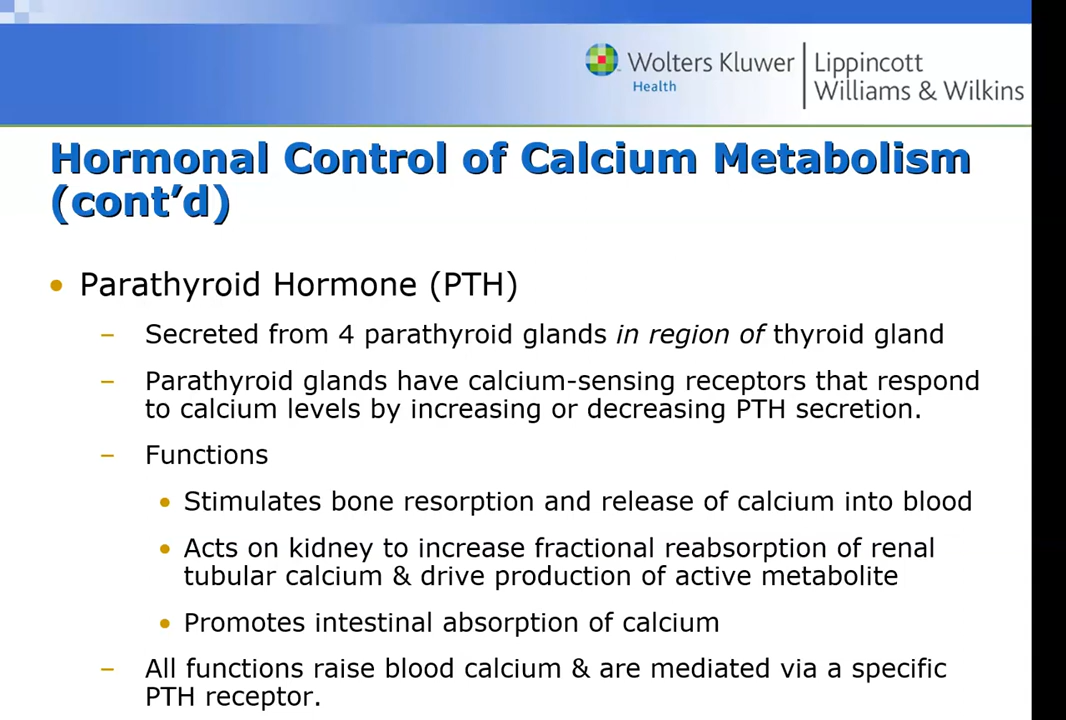 Wolters Kluwer
Health
Lippincott
Williams & Wilkins
Hormonal Control of Calcium Metabolism
(cont’d)
• Parathyroid Hormone (PTH)
– Secreted from 4 parathyroid glands in region of thyroid gland
– Parathyroid glands have calcium-sensing receptors that respond
to calcium levels by increasing or decreasing PTH secretion.
– Functions
• Stimulates bone resorption and release of calcium into blood
• Acts on kidney to increase fractional reabsorption of renal
tubular calcium & drive production of active metabolite
• Promotes intestinal absorption of calcium
– All functions raise blood calcium & are mediated via a specific
PTH receptor.